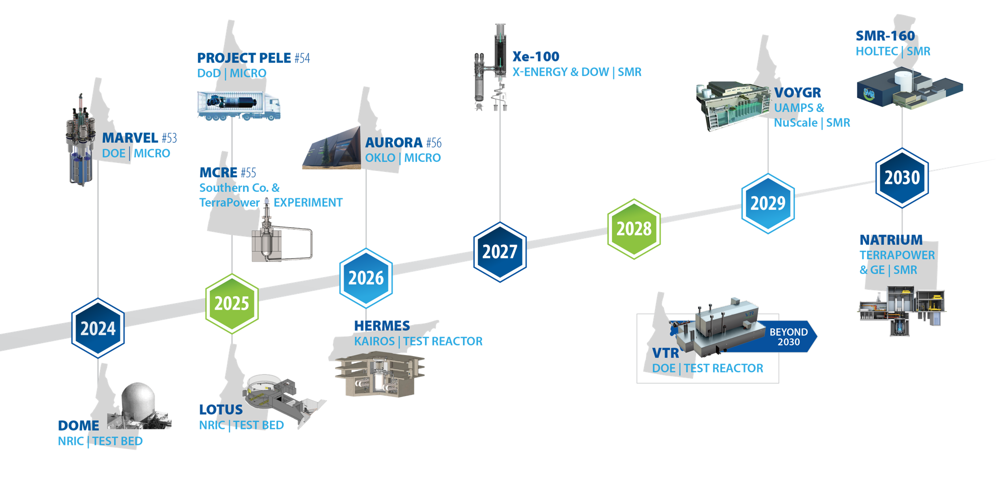 MARVEL #53
DOE | MICRO
2024
DOME
NRIC | TEST BED
PROJECT PELE #54
DoD | MICRO
MCRE #55
Southern Co. &
TerraPower | EXPERIMENT
2025
LOTUS
NRIC | TEST BED
AURORA #56
OKLO | MICRO
2026
HERMES
KAIROS | TEST REACTOR
Xe-100
X-ENERGY & DOW | SMR
2027
2028
VOYGR
UAMPS &
NuScale | SMR
2029
SMR-160
HOLTEC | SMR
SMR
2030
NATRIUM
TERRAPOWER
& GE | SMR
VTR
BEYOND
2030
VTR
DOE | TEST REACTOR